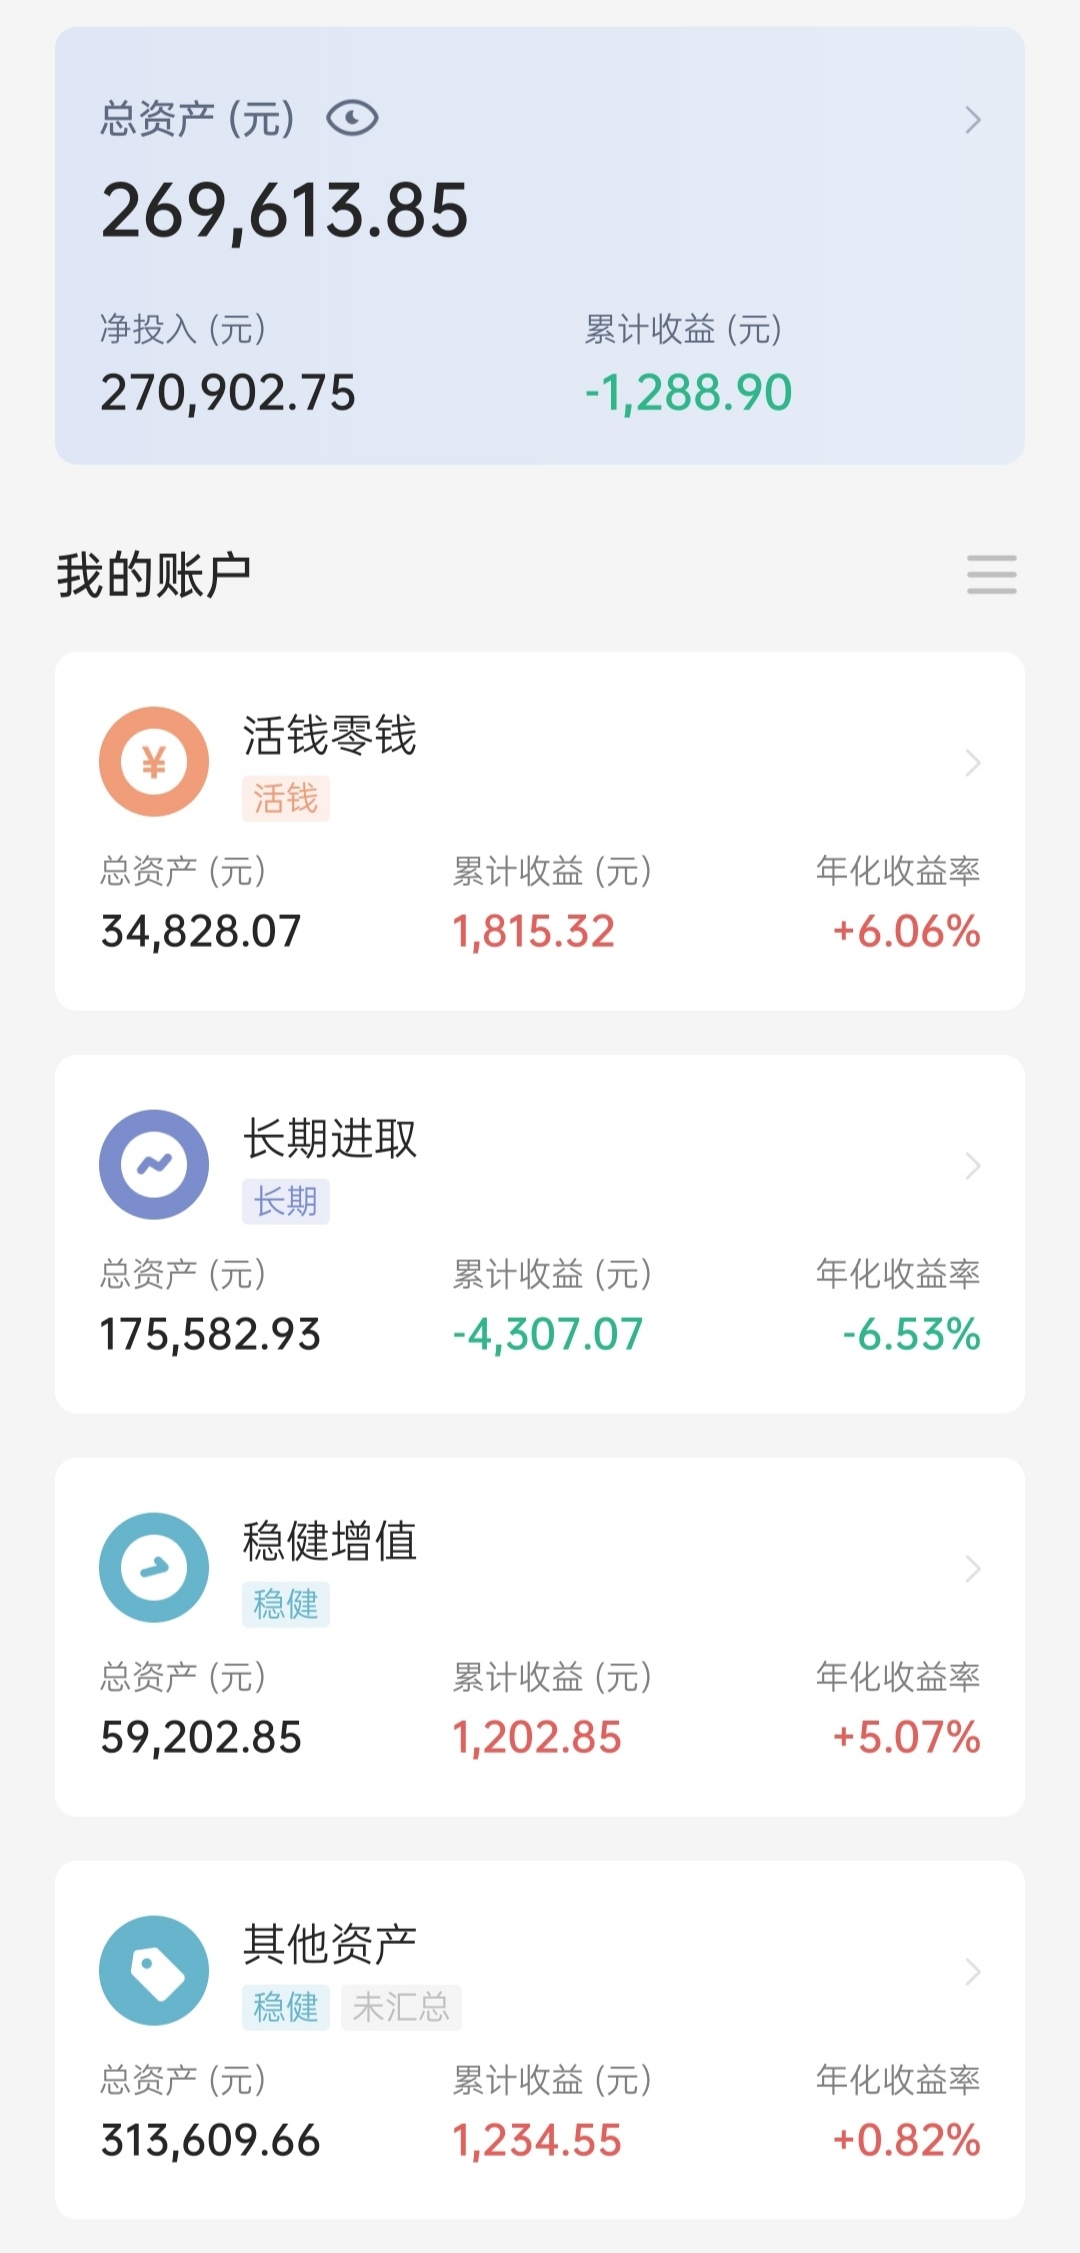 总资产 (元)
269,613.85
净投入 (元) 累计收益 (元)
270,902.75 -1,288.90
我的账户
¥ 活钱零钱
活钱
总资产 (元) 累计收益 (元) 年化收益率
34,828.07 1,815.32 +6.06%
长期进取
长期
总资产 (元) 累计收益 (元) 年化收益率
175,582.93 -4,307.07 -6.53%
稳健增值
稳健
总资产 (元) 累计收益 (元) 年化收益率
59,202.85 1,202.85 +5.07%
其他资产
稳健 未汇总
总资产 (元) 累计收益 (元) 年化收益率
313,609.66 1,234.55 +0.82%